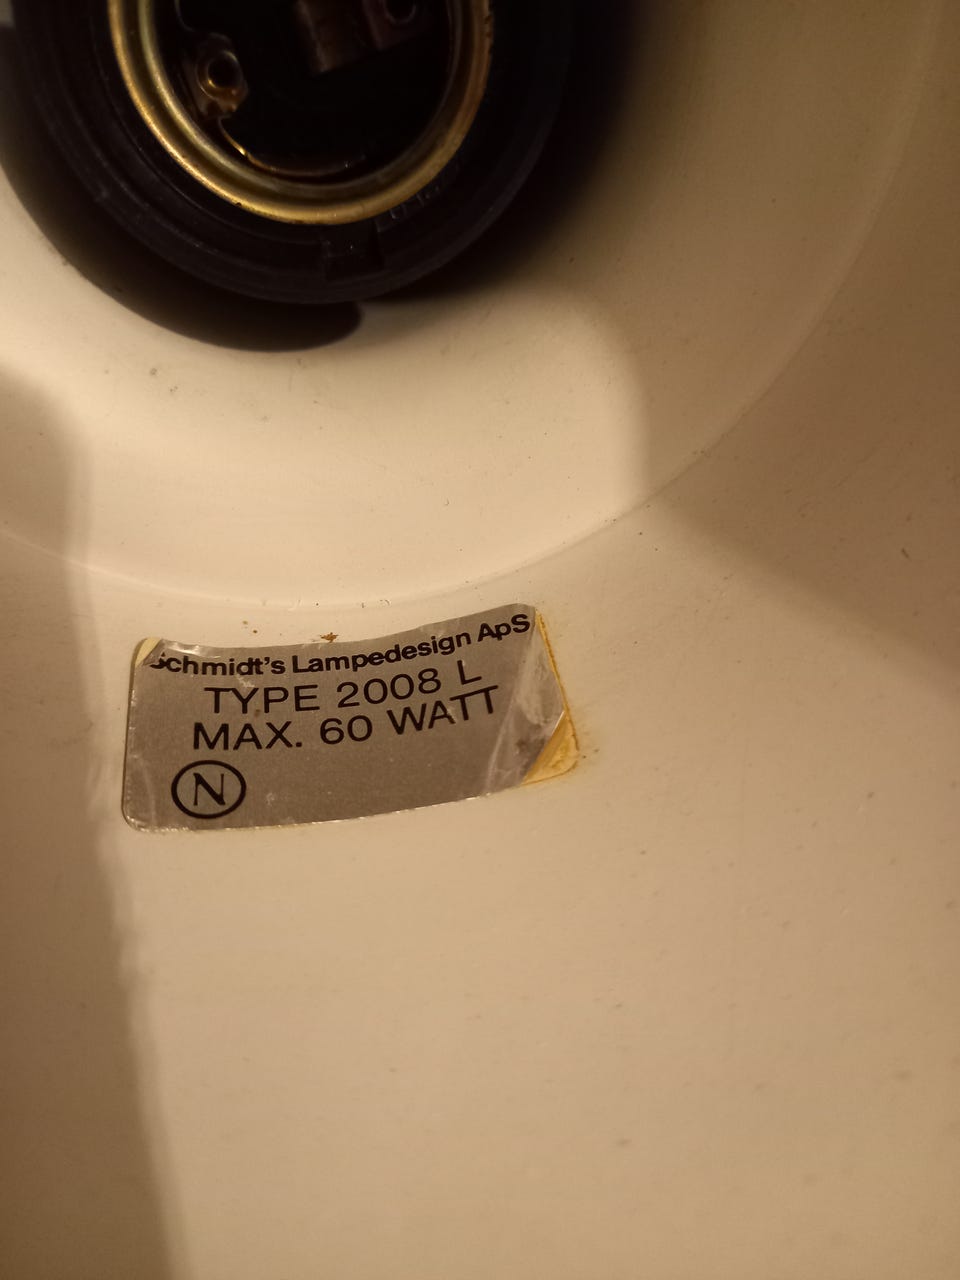 Schmidt's Lampedesign ApS
TYPE 2008 L
MAX. 60 WATT
N